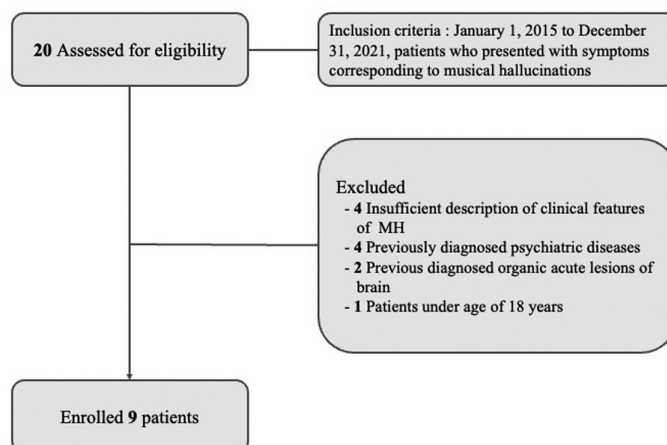 20 Assessed for eligibility
Inclusion criteria : January 1, 2015 to December
31, 2021, patients who presented with symptoms
corresponding to musical hallucinations
Excluded
- 4 Insufficient description of clinical features
of MH
- 4 Previously diagnosed psychiatric diseases
- 2 Previous diagnosed organic acute lesions of
brain
- 1 Patients under age of 18 years
Enrolled 9 patients